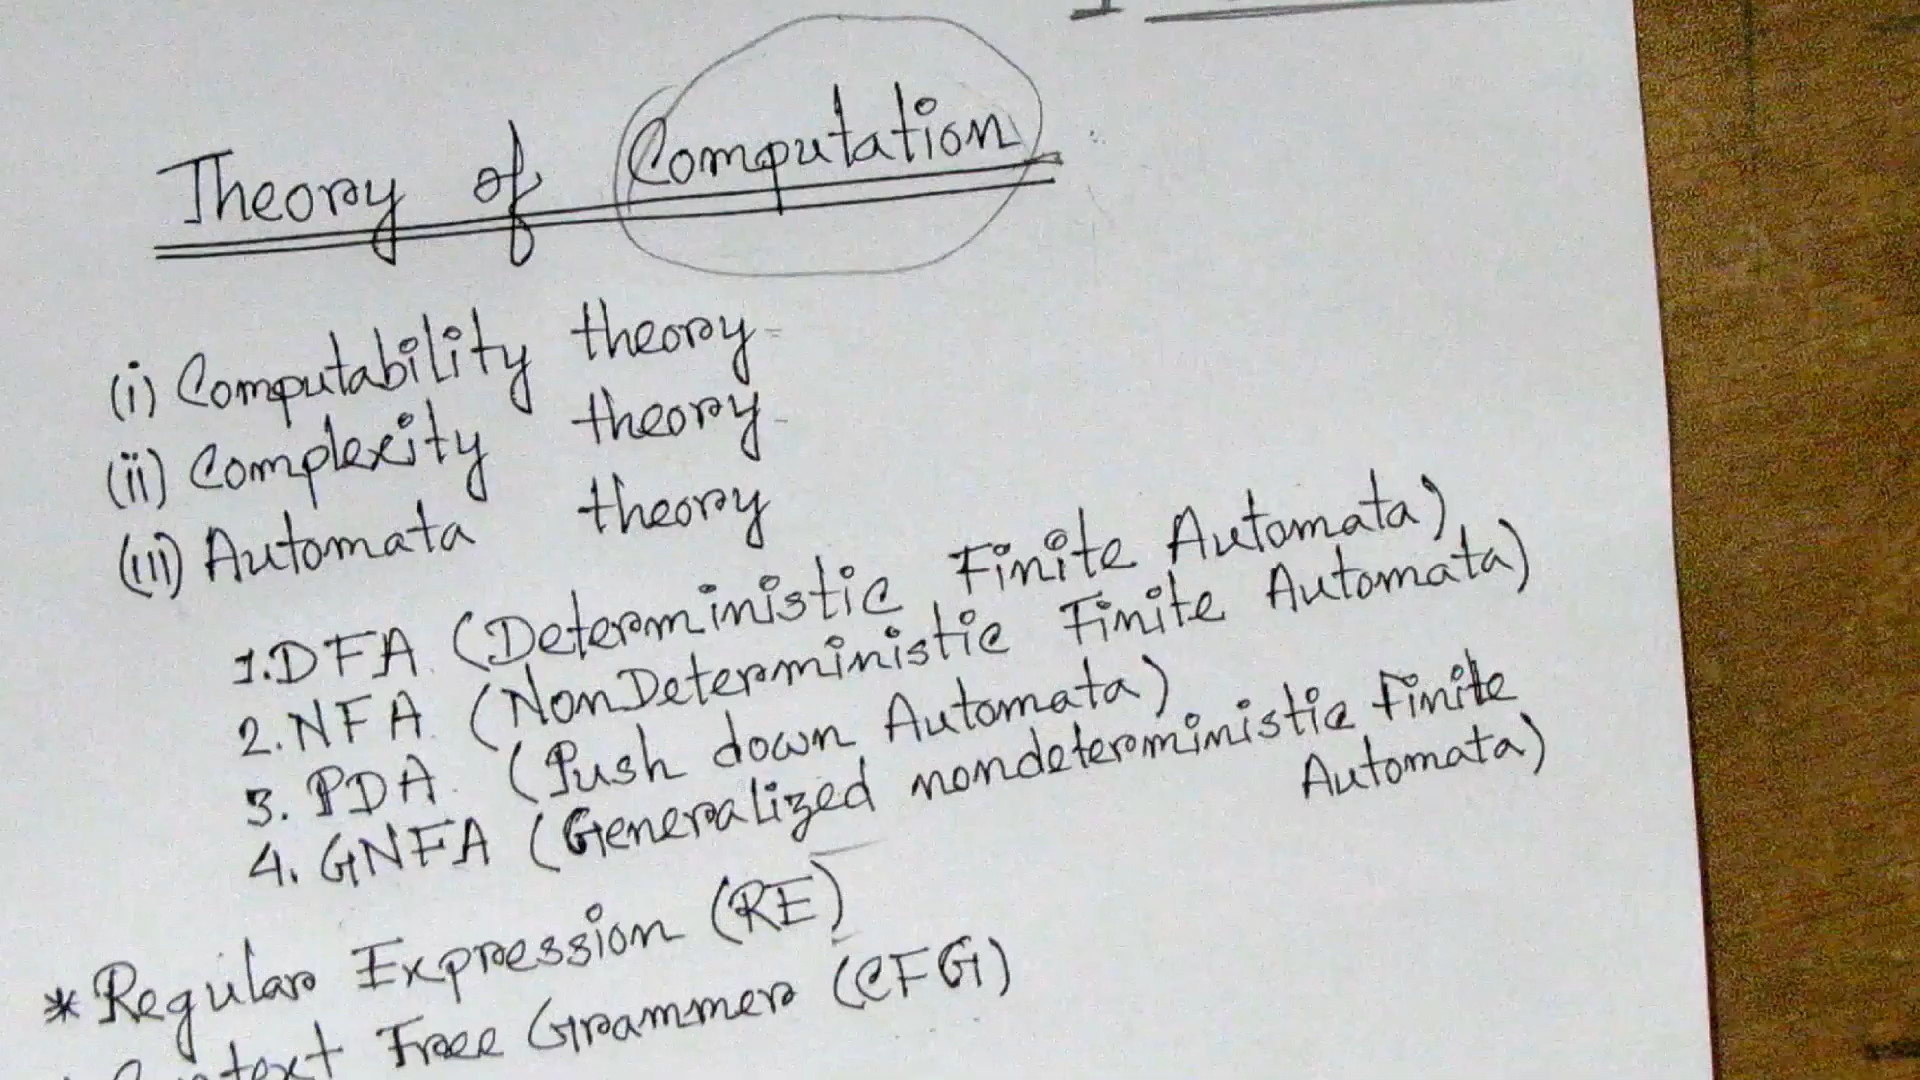 Theory of Computation
(i) Computability theory
(ii) Complexity theory
(iii) Automata theory
1. DFA (Deterministic Finite Automata)
2. NFA (NonDeterministic Finite Automata)
3. PDA (Push down Automata)
4. GNFA (Generalized nondeterministic finite
Automata)
* Regular Expression (RE)
Context Free Grammer (CFG)